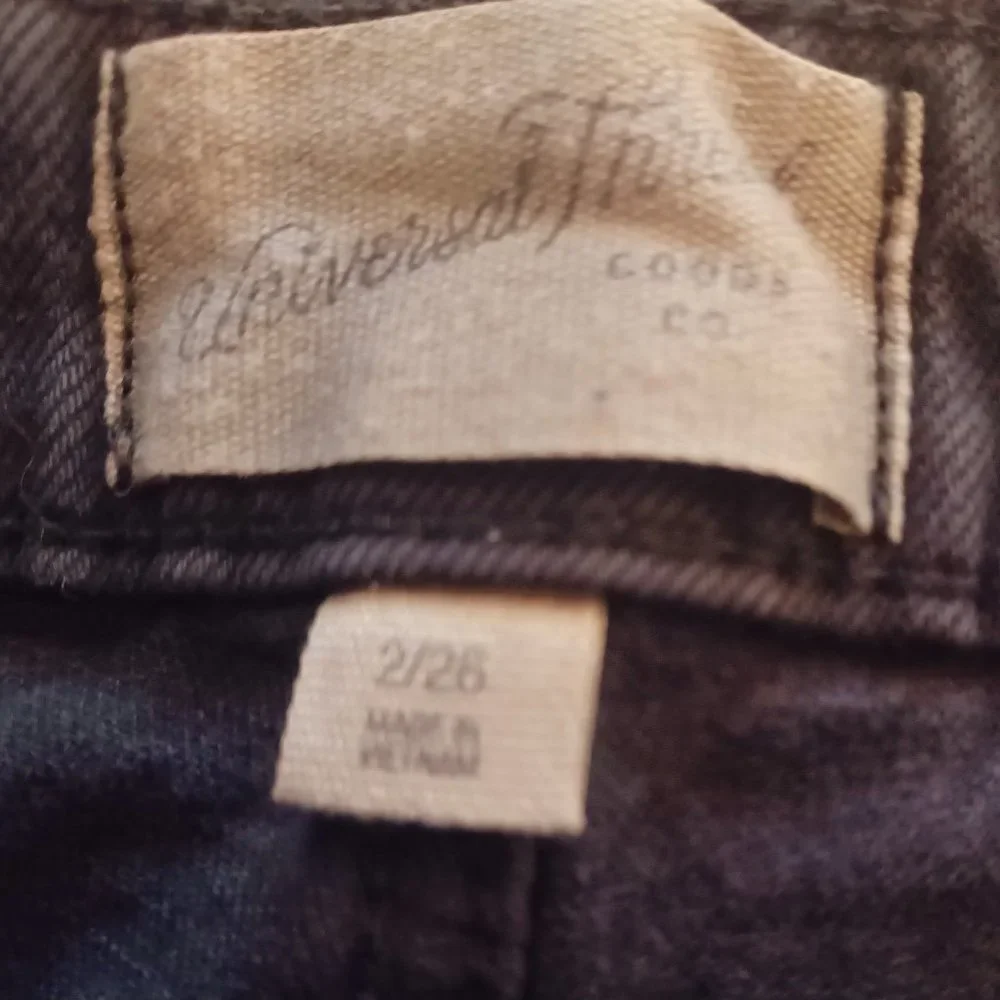 Universal Thread
GOODS
CO
2/26
MADE IN
VIETNAM